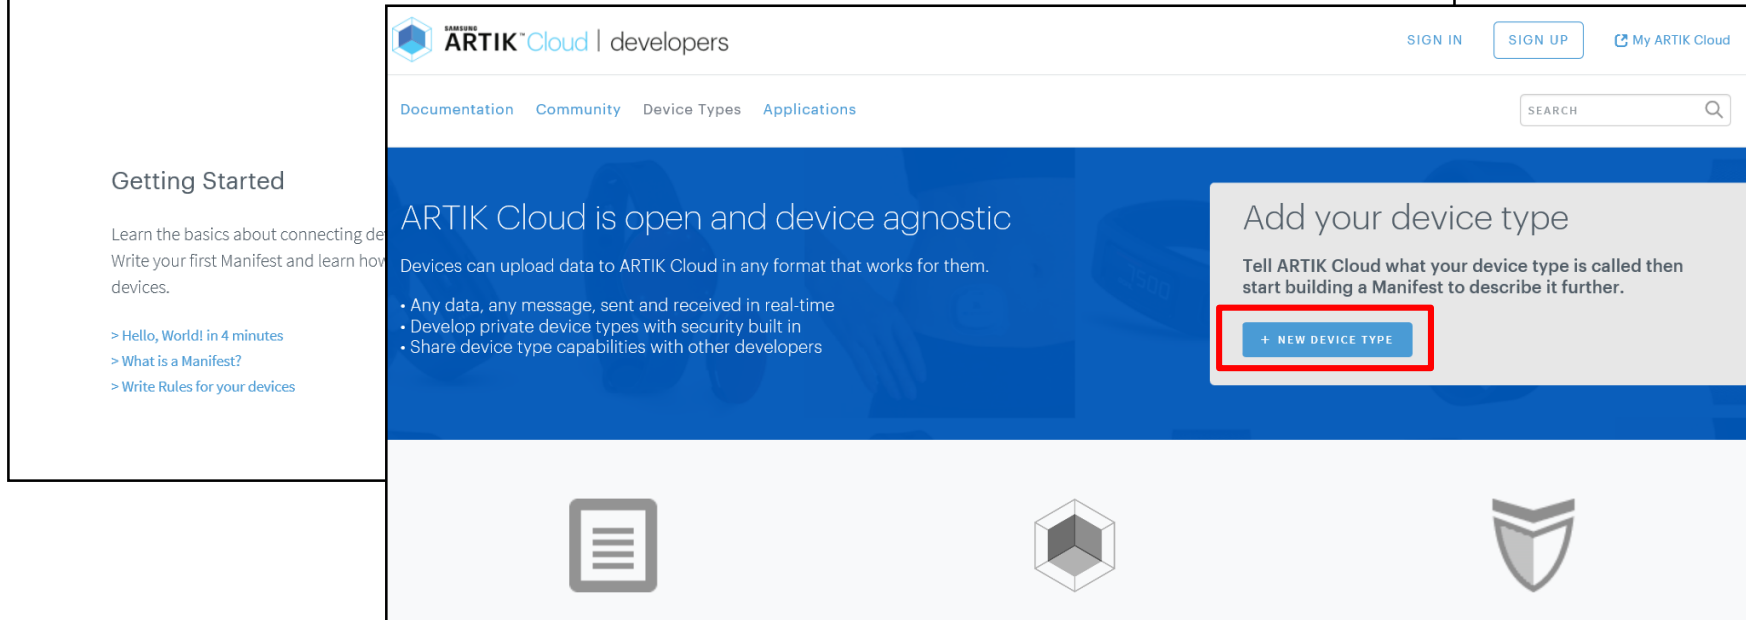 SAMSUNG
ARTIK™ Cloud | developers
SIGN IN
SIGN UP
My ARTIK Cloud
Documentation
Community
Device Types
Applications
SEARCH
Getting Started
Learn the basics about connecting
Write your first Manifest and learn how
devices.
> Hello, World! in 4 minutes
> What is a Manifest?
> Write Rules for your devices
ARTIK Cloud is open and device agnostic
Devices can upload data to ARTIK Cloud in any format that works for them.
• Any data, any message, sent and received in real-time
• Develop private device types with security built in
• Share device type capabilities with other developers
Add your device type
Tell ARTIK Cloud what your device type is called then
start building a Manifest to describe it further.
+ NEW DEVICE TYPE